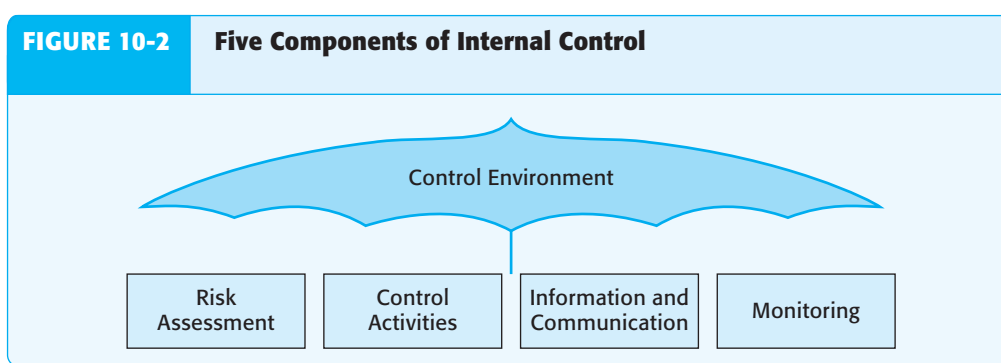 FIGURE 10-2
Five Components of Internal Control
Control Environment
Risk
Assessment
Control
Activities
Information and
Communication
Monitoring